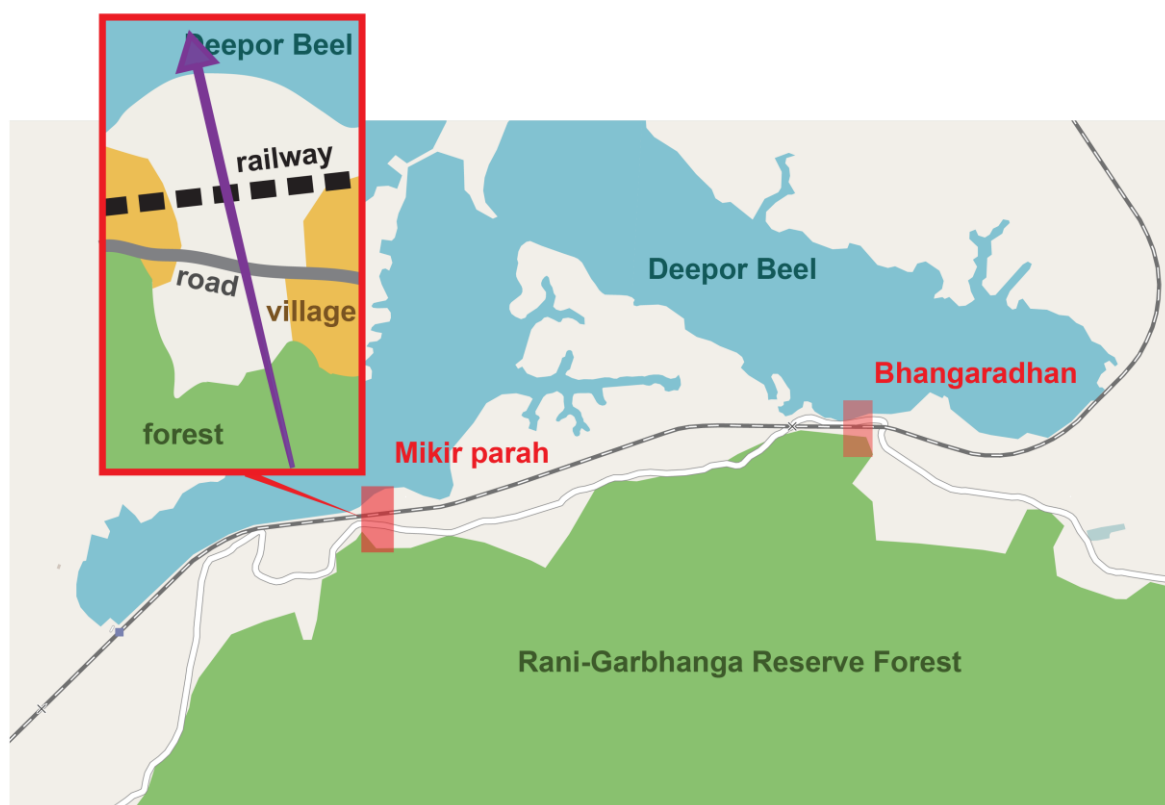 Deepor Beel
railway
road
village
forest
Deepor Beel
Bhangaradhan
Mikir parah
Rani-Garbhanga Reserve Forest